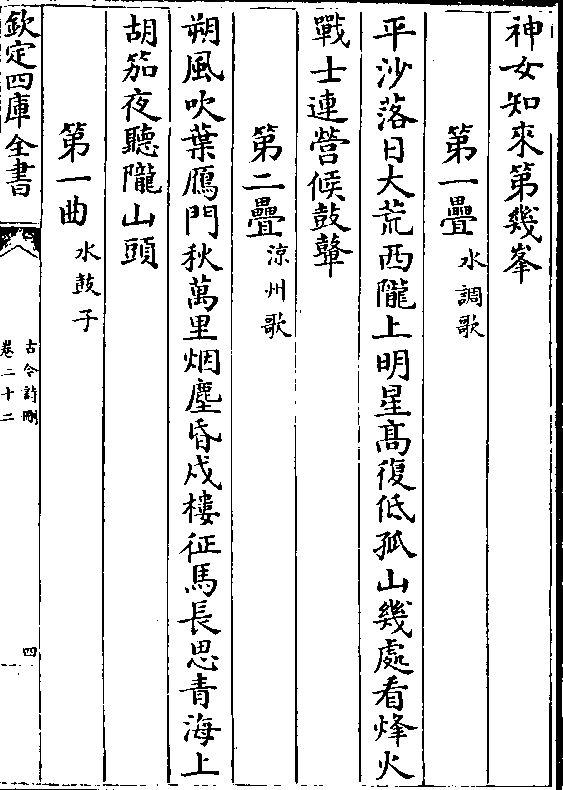 神女知來第幾峯
第一疊水調歌
平沙落日大荒西隴上明星髙復低孤山幾處看烽火
戰士連營候鼓鼙
第二疊涼州歌
朔風吹葉鴈門秋萬里烟塵昏戍樓征馬長思青海上
胡笳夜聽隴山頭
第一曲水鼓子
欽定四庫全書
古今詩刪
卷二十二
四